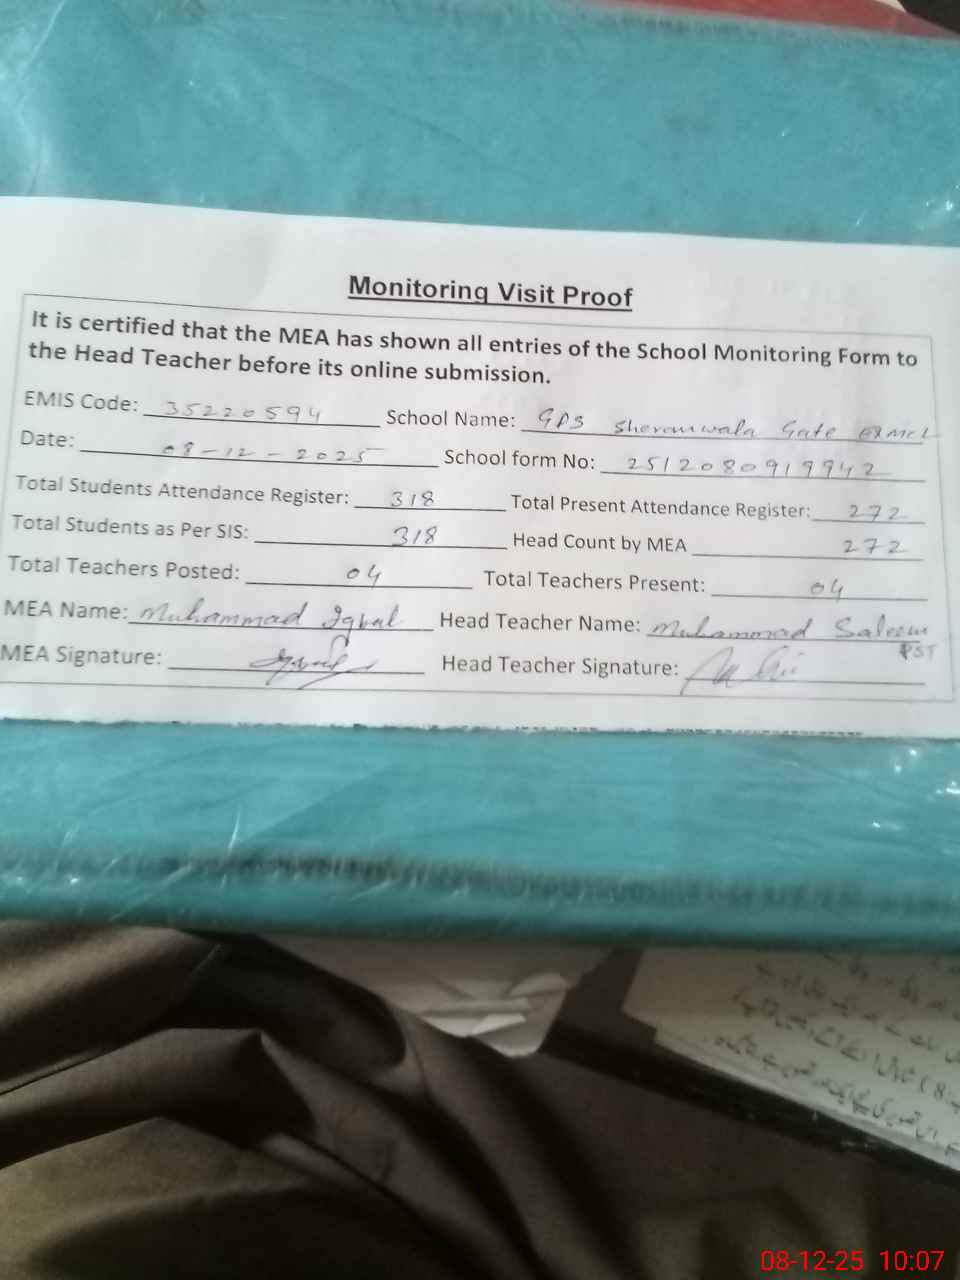 Monitoring Visit Proof
It is certified that the MEA has shown all entries of the School Monitoring Form to
the Head Teacher before its online submission.
EMIS Code: 35220594 School Name: GPS Sheranwala Gate ExMCL
Date: 08-12-2025 School form No: 2512080919942
Total Students Attendance Register: 318 Total Present Attendance Register: 272
Total Students as Per SIS: 318 Head Count by MEA 272
Total Teachers Posted: 04 Total Teachers Present: 04
MEA Name: Muhammad Iqbal Head Teacher Name: Muhammad Saleem
PST
MEA Signature: Head Teacher Signature:
08-12-25 10:07